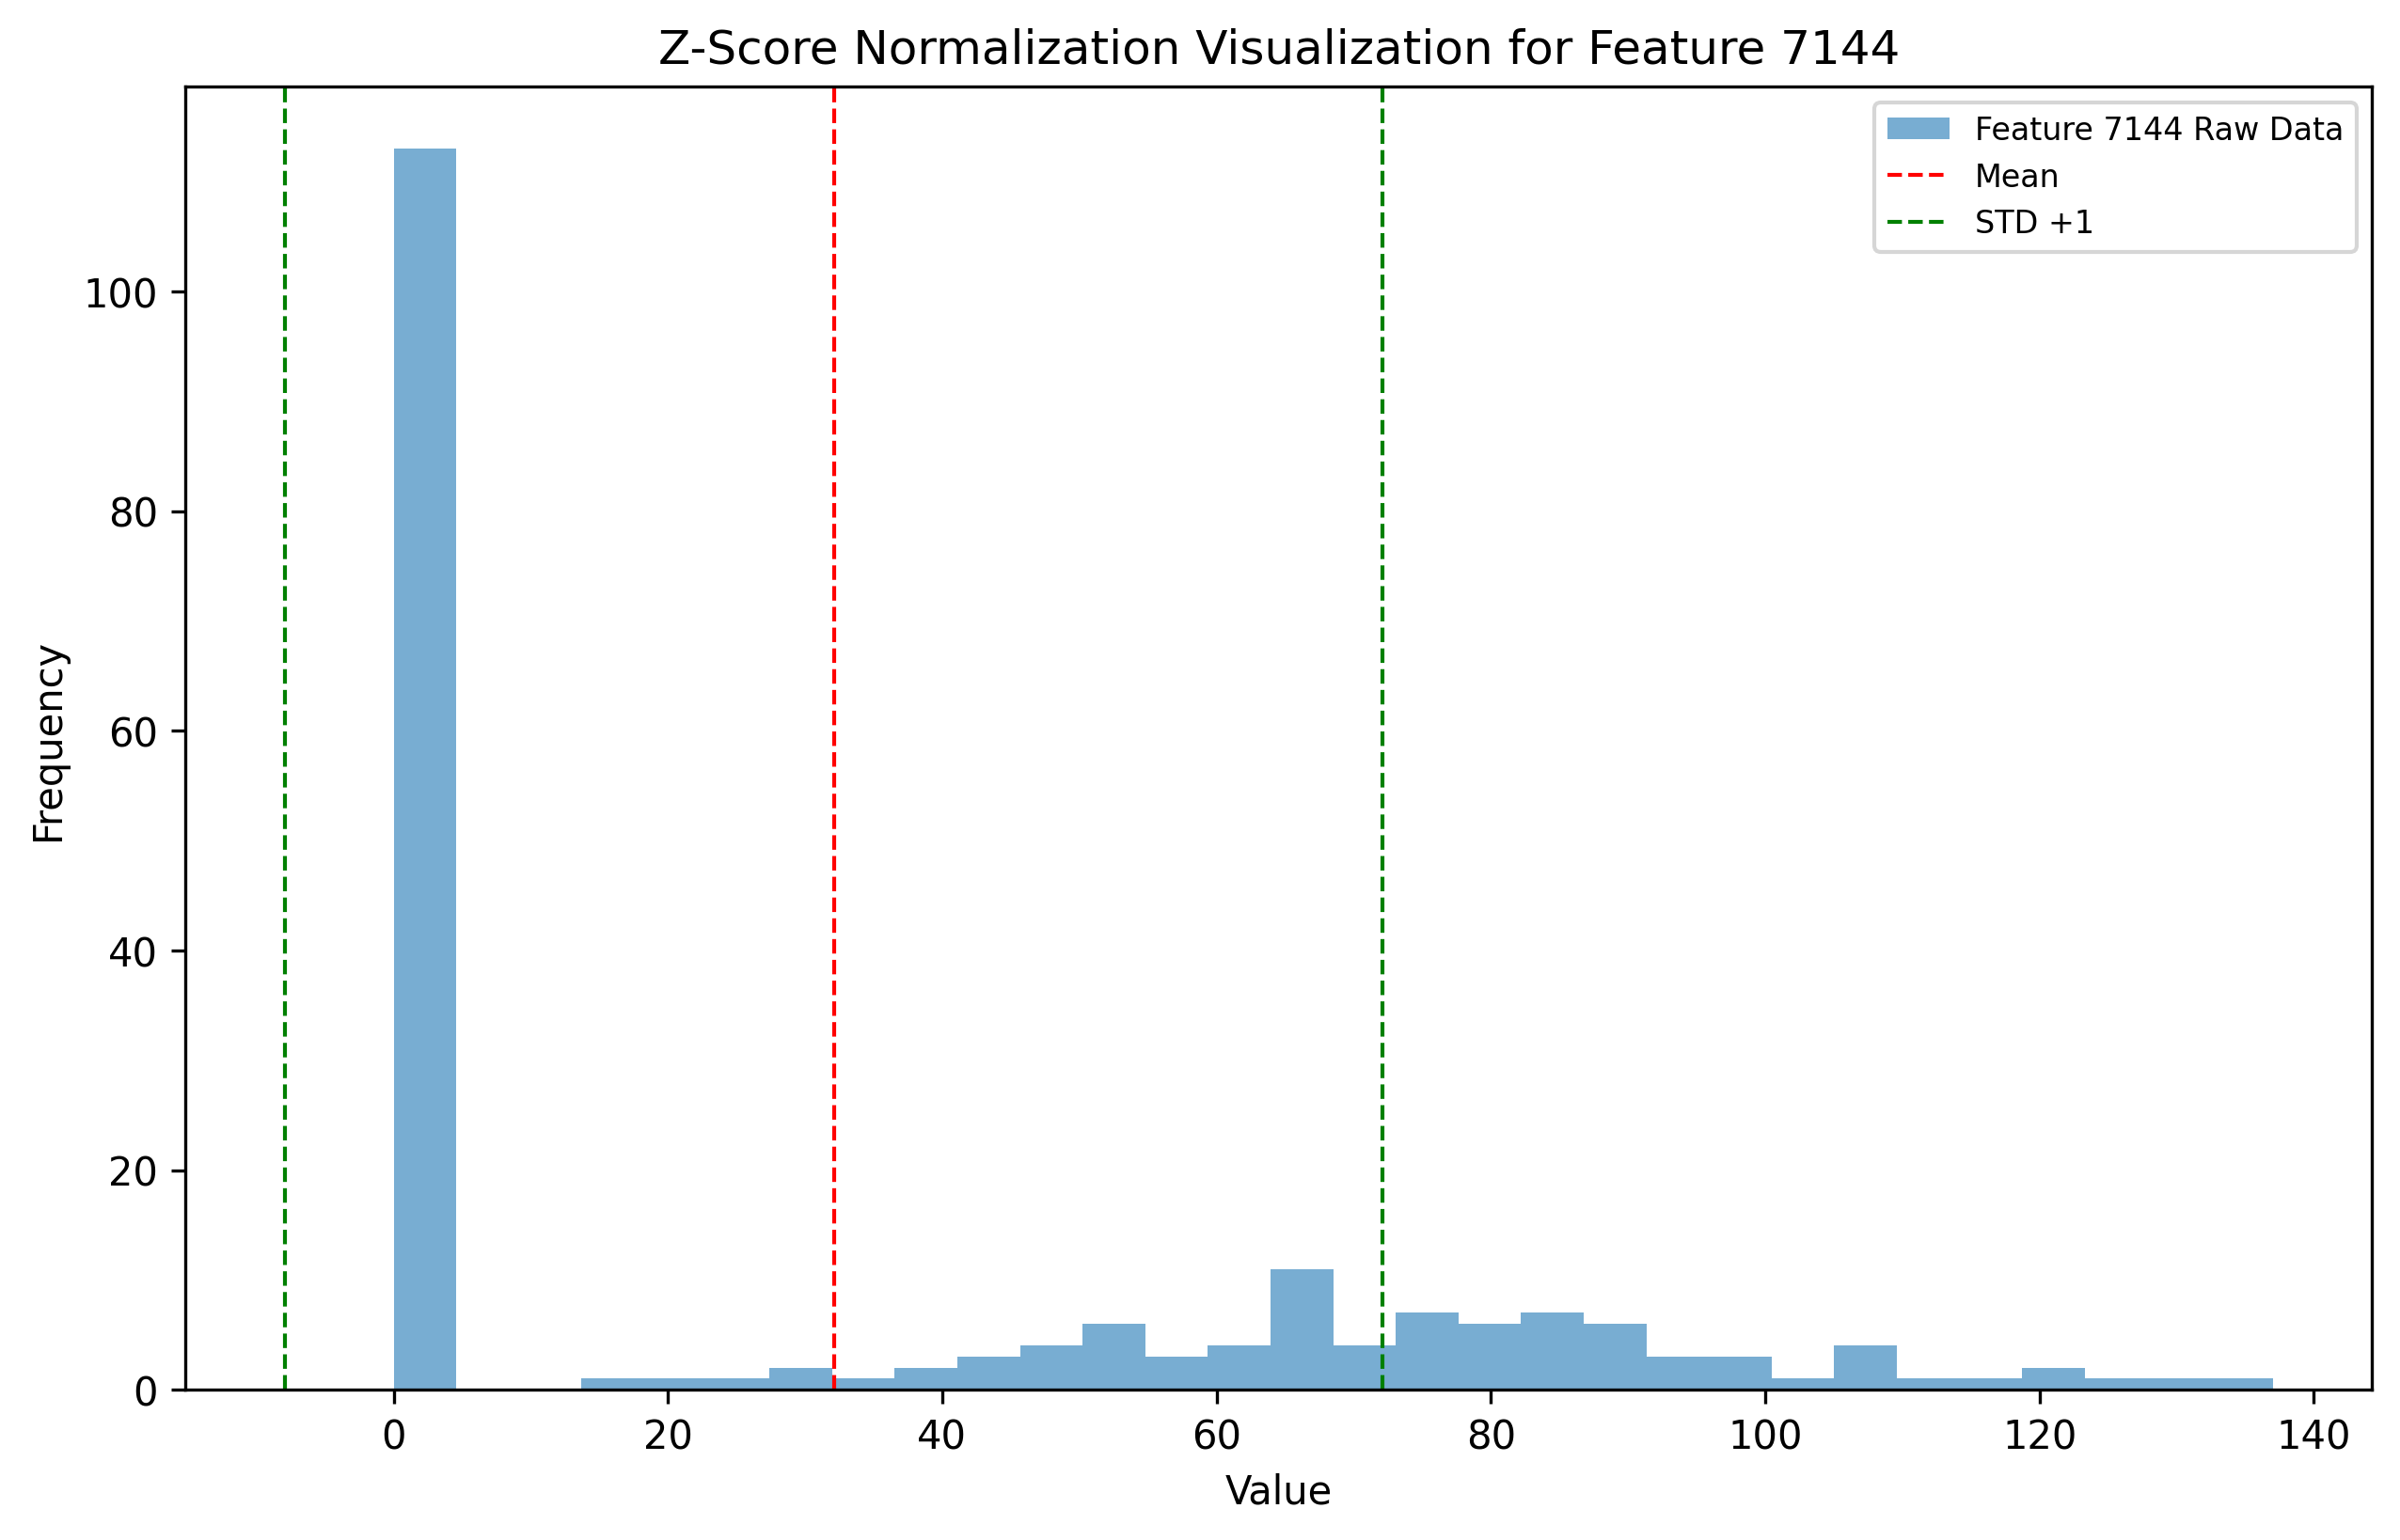 Z-Score Normalization Visualization for Feature 7144
Feature 7144 Raw Data
Mean
STD +1
Frequency
100
80
60
40
20
0
0 20 40 60 80 100 120 140
Value